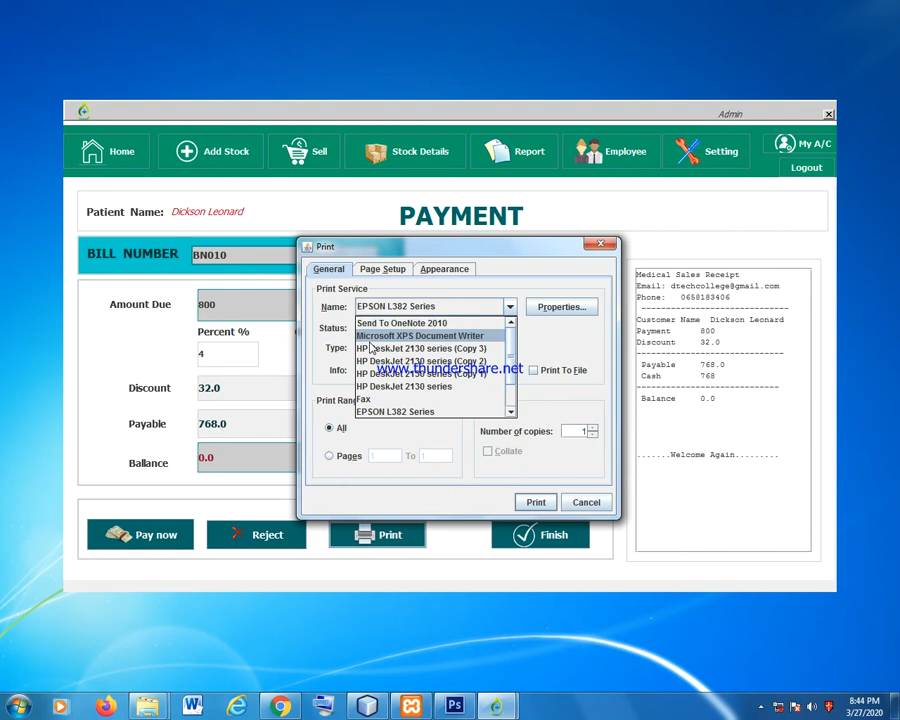 Admin
Home
Add Stock
Sell
Stock Details
Report
Employee
Setting
My A/C
Logout
Patient Name: Dickson Leonard
PAYMENT
BILL NUMBER BN010
Amount Due 800
Percent %
4
Discount 32.0
Payable 768.0
Ballance 0.0
Pay now
Reject
Print
Finish
Print
General
Page Setup
Appearance
Print Service
Name: EPSON L382 Series
Properties...
Status:
Type:
Info:
Print To File
Send To OneNote 2010
Microsoft XPS Document Writer
HP DeskJet 2130 series (Copy 3)
HP DeskJet 2130 series (Copy 2)
HP DeskJet 2130 series (Copy 1)
HP DeskJet 2130 series
Fax
EPSON L382 Series
www.thundershare.net
Print Ran
All
Pages 1 To 1
Number of copies: 1
Collate
Print
Cancel
Medical Sales Receipt
Email: dtechcollege@gmail.com
Phone: 0658183406
Customer Name Dickson Leonard
Payment 800
Discount 32.0
Payable 768.0
Cash 768
Balance 0.0
.......Welcome Again.........
8:44 PM
3/27/2020